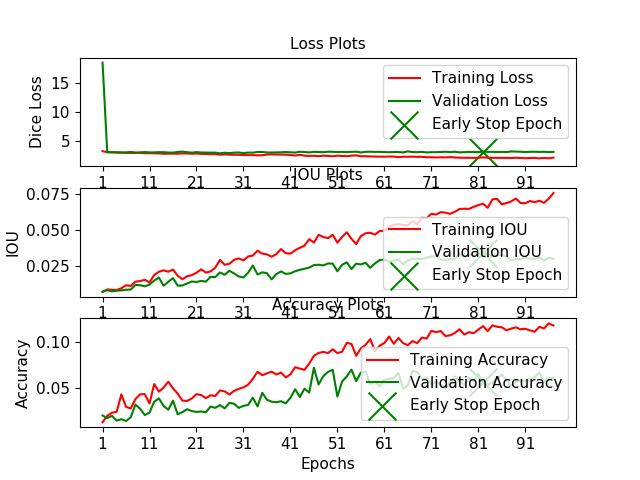 Loss Plots
Dice Loss
15
10
5
Training Loss
Validation Loss
Early Stop Epoch
1 11 21 31 41 51 61 71 81 91
IOU Plots
IOU
0.075
0.050
0.025
Training IOU
Validation IOU
Early Stop Epoch
1 11 21 31 41 51 61 71 81 91
Accuracy Plots
Accuracy
0.10
0.05
Training Accuracy
Validation Accuracy
Early Stop Epoch
1 11 21 31 41 51 61 71 81 91
Epochs